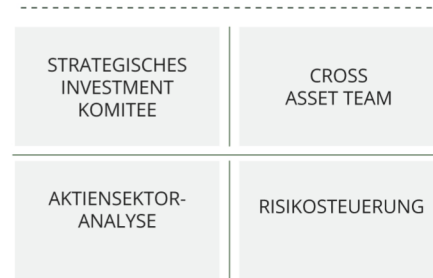 STRATEGISCHES
INVESTMENT
KOMITEE
CROSS
ASSET TEAM
AKTIENSEKTOR-
ANALYSE
RISIKOSTEUERUNG